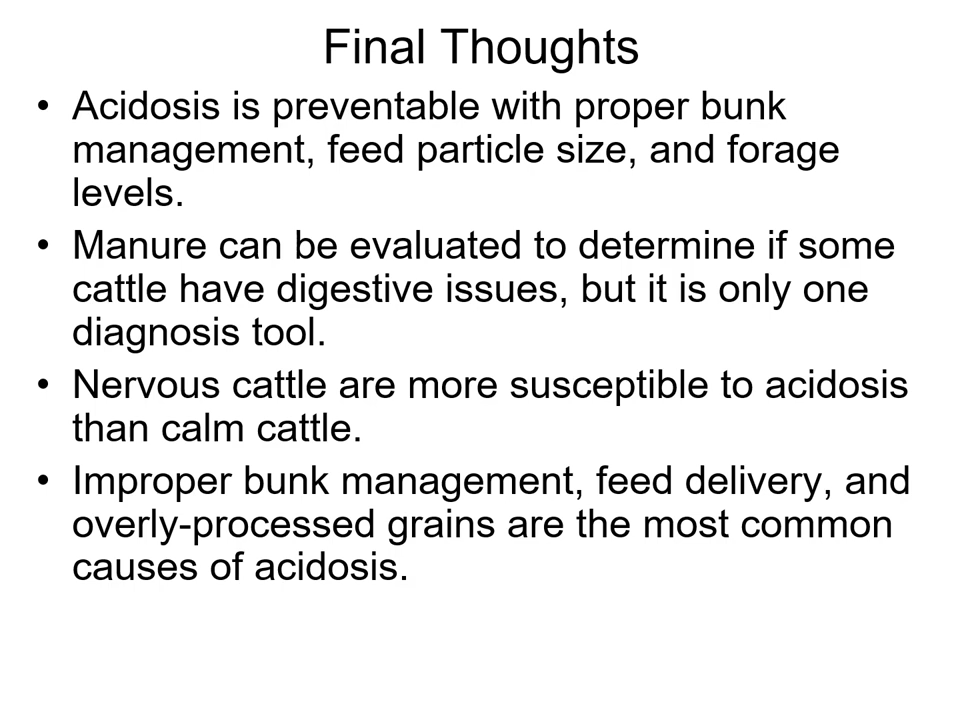 Final Thoughts
• Acidosis is preventable with proper bunk
management, feed particle size, and forage
levels.
• Manure can be evaluated to determine if some
cattle have digestive issues, but it is only one
diagnosis tool.
• Nervous cattle are more susceptible to acidosis
than calm cattle.
• Improper bunk management, feed delivery, and
overly-processed grains are the most common
causes of acidosis.